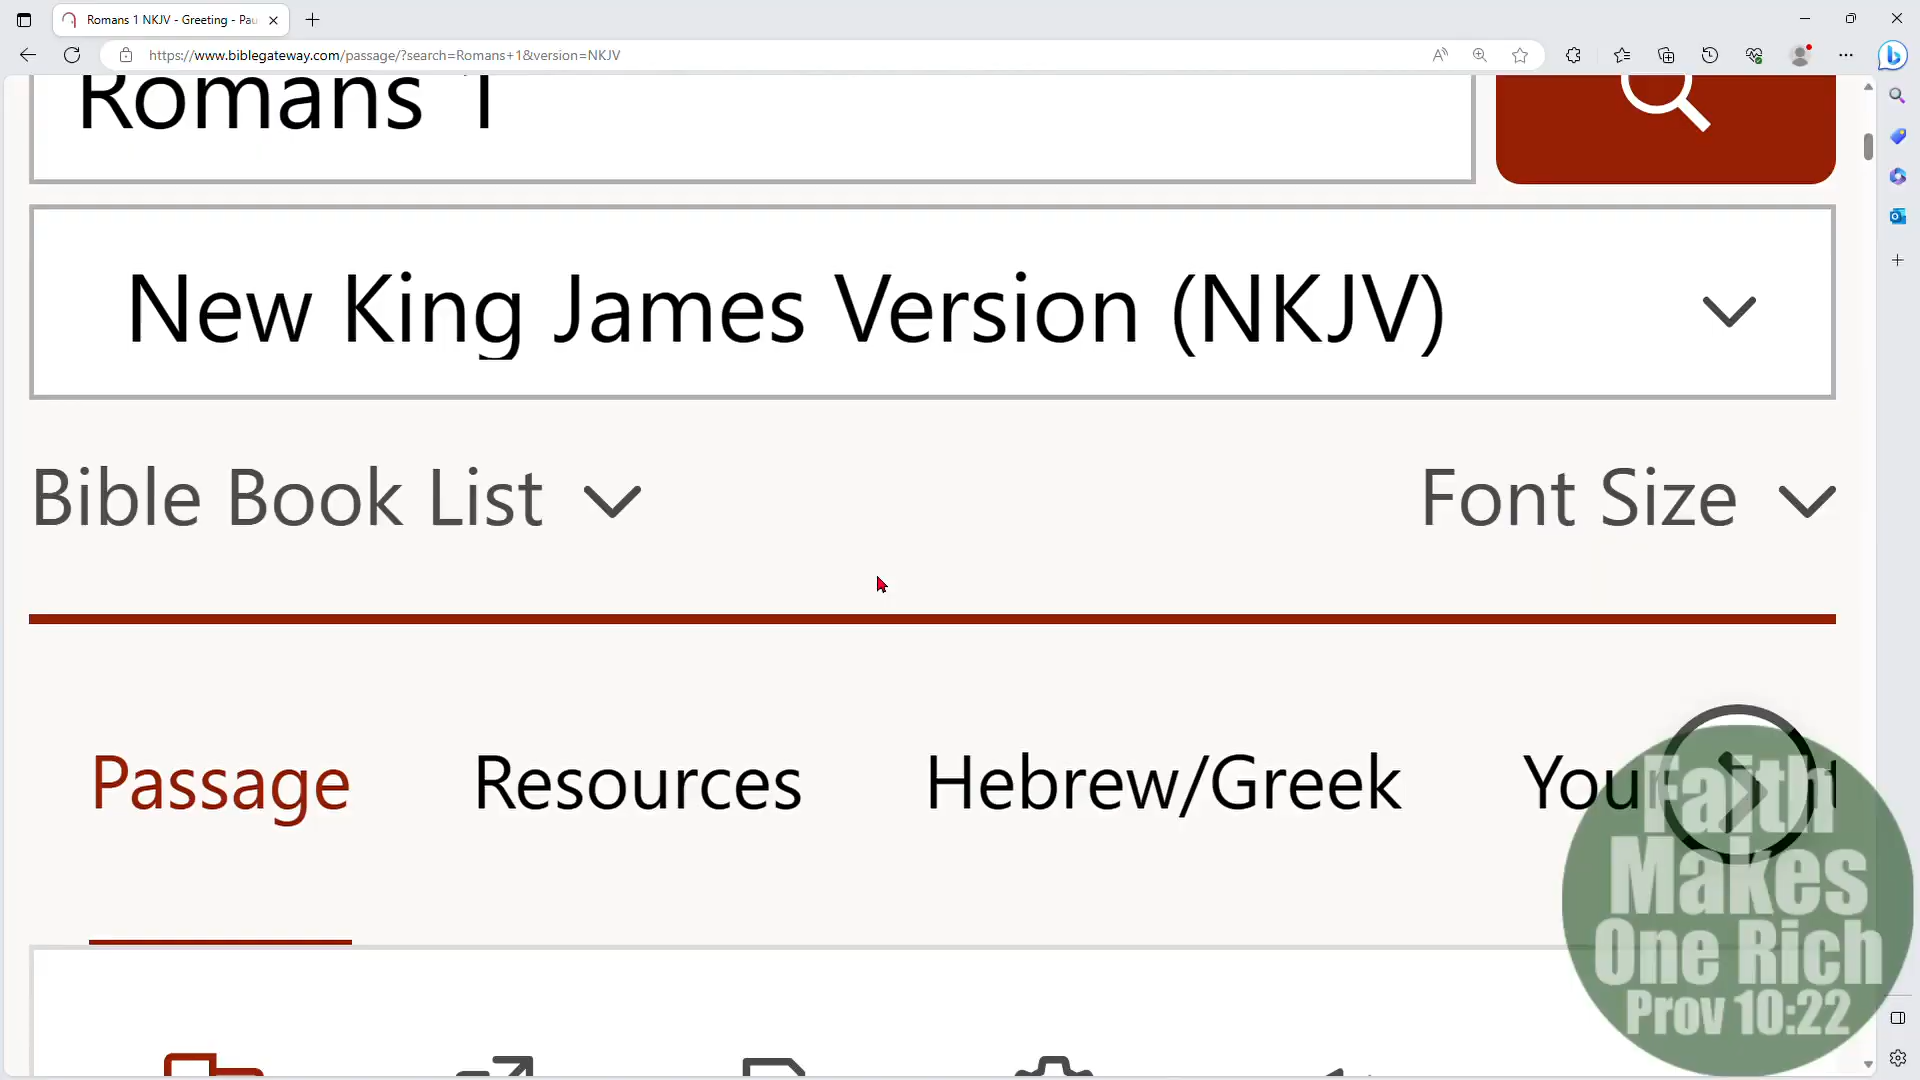 Romans 1 NKJV - Greeting - Pau
https://www.biblegateway.com/passage/?search=Romans+1&version=NKJV
Romans 1
New King James Version (NKJV)
Bible Book List
Font Size
Passage Resources Hebrew/Greek Your
Faith
Makes
One Rich
Prov 10:22